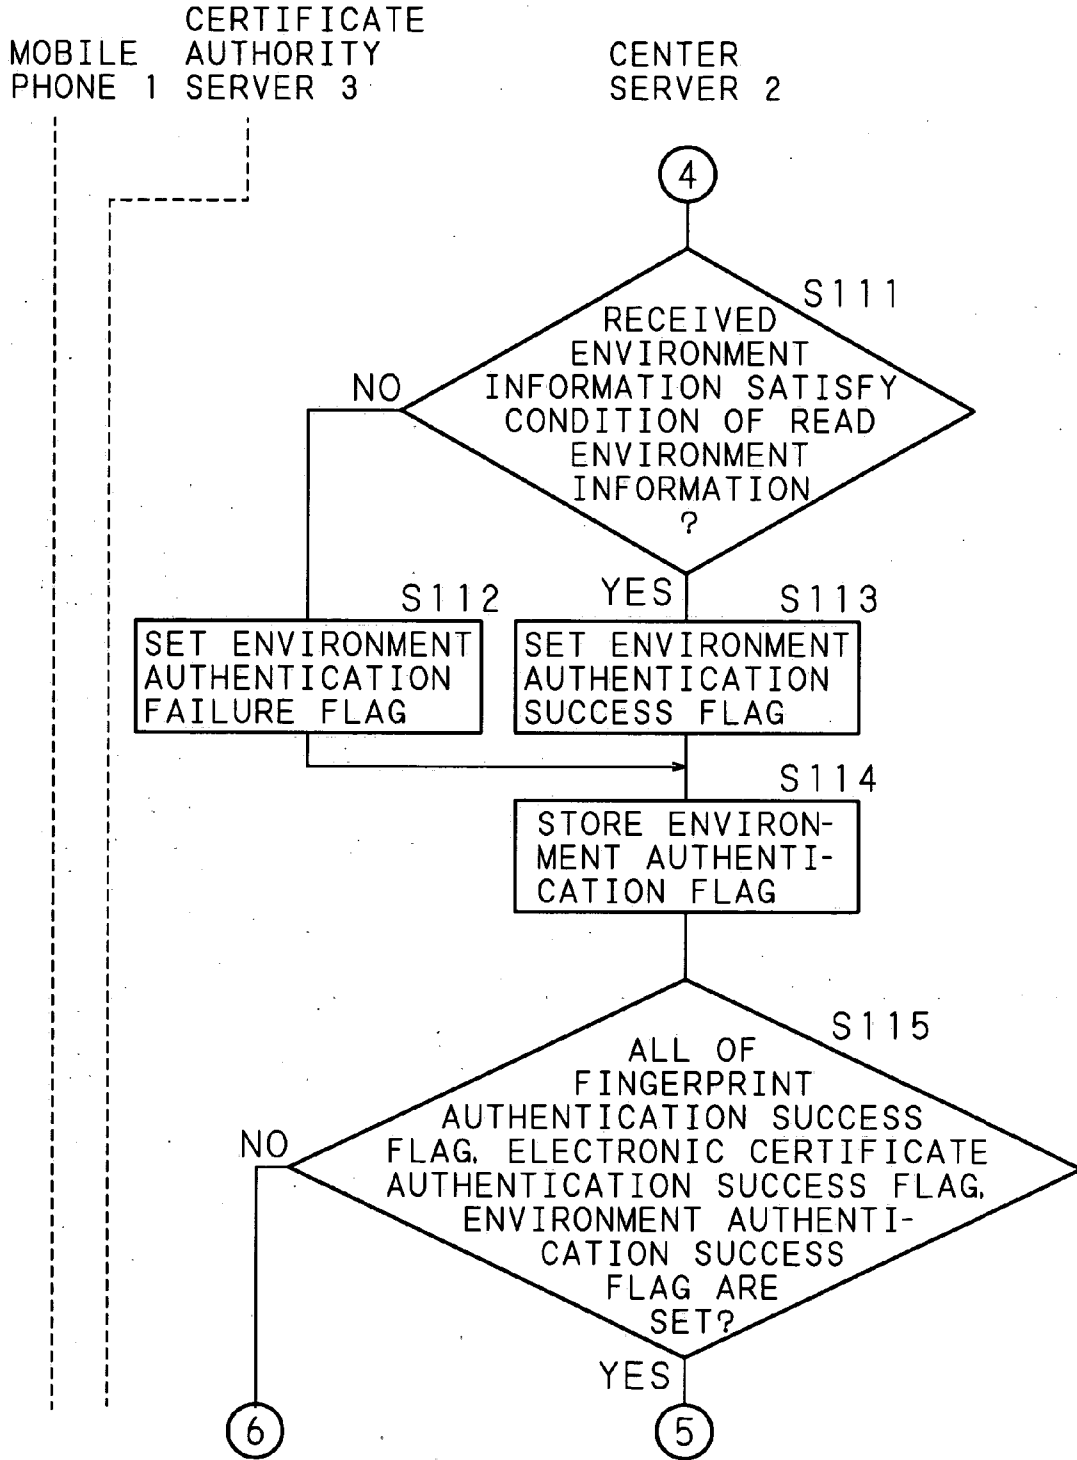 MOBILE
PHONE 1
CERTIFICATE
AUTHORITY
SERVER 3
CENTER
SERVER 2
4
S111
RECEIVED
ENVIRONMENT
INFORMATION SATISFY
CONDITION OF READ
ENVIRONMENT
INFORMATION
?
NO
YES
S112
SET ENVIRONMENT
AUTHENTICATION
FAILURE FLAG
S113
SET ENVIRONMENT
AUTHENTICATION
SUCCESS FLAG
S114
STORE ENVIRON-
MENT AUTHENTI-
CATION FLAG
S115
ALL OF
FINGERPRINT
AUTHENTICATION SUCCESS
FLAG, ELECTRONIC CERTIFICATE
AUTHENTICATION SUCCESS FLAG,
ENVIRONMENT AUTHENTI-
CATION SUCCESS
FLAG ARE
SET?
NO
YES
6
5